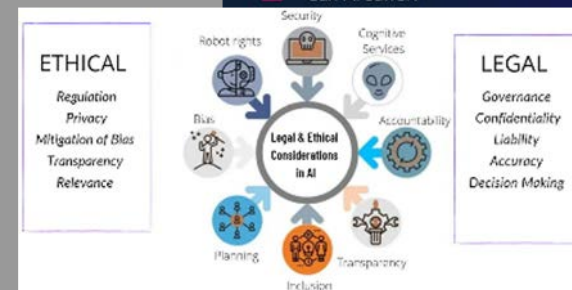 ETHICAL
Regulation
Privacy
Mitigation of Bias
Transparency
Relevance
Security
Robot rights
Cognitive
Services
Bias
Accountability
Legal & Ethical
Considerations
in AI
Planning
Transparency
Inclusion
LEGAL
Governance
Confidentiality
Liability
Accuracy
Decision Making